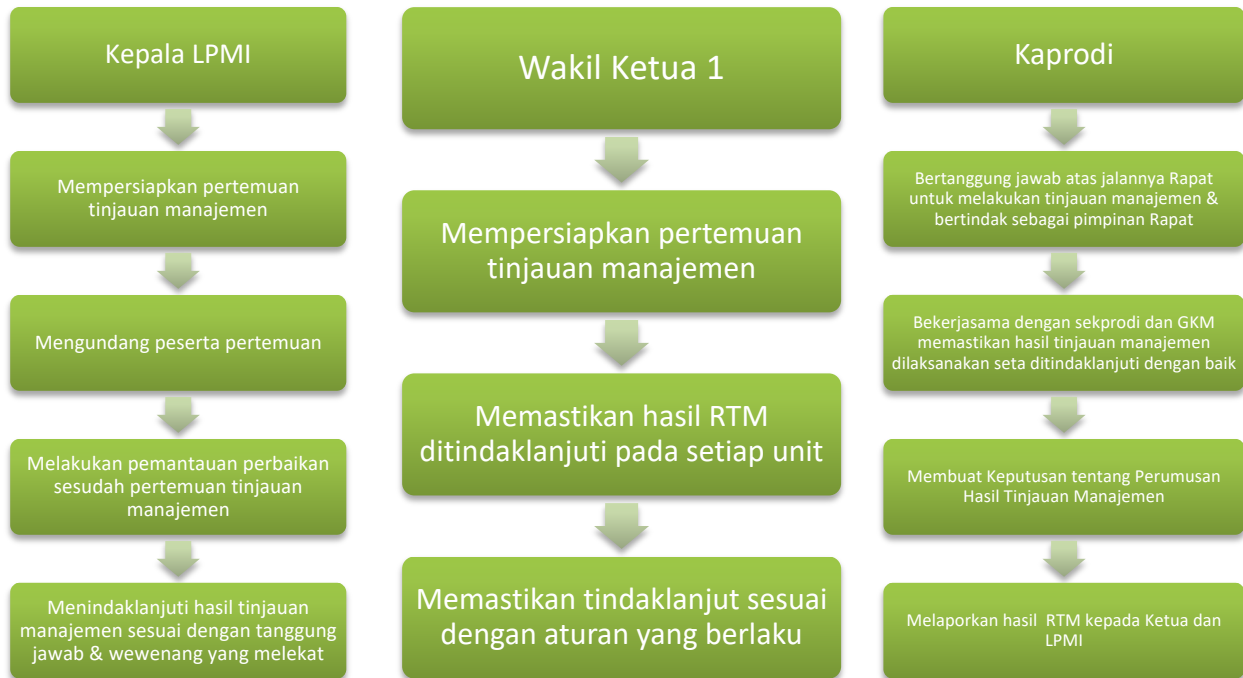 Kepala LPMI
Mempersiapkan pertemuan
tinjauan manajemen
Mengundang peserta pertemuan
Melakukan pemantauan perbaikan
sesudah pertemuan tinjauan
manajemen
Menindaklanjuti hasil tinjauan
manajemen sesuai dengan tanggung
jawab & wewenang yang melekat
Wakil Ketua 1
Mempersiapkan pertemuan
tinjauan manajemen
Memastikan hasil RTM
ditindaklanjuti pada setiap unit
Memastikan tindaklanjut sesuai
dengan aturan yang berlaku
Kaprodi
Bertanggung jawab atas jalannya Rapat
untuk melakukan tinjauan manajemen &
bertindak sebagai pimpinan Rapat
Bekerjasama dengan sekprodi dan GKM
memastikan hasil tinjauan manajemen
dilaksanakan seta ditindaklanjuti dengan baik
Membuat Keputusan tentang Perumusan
Hasil Tinjauan Manajemen
Melaporkan hasil RTM kepada Ketua dan
LPMI